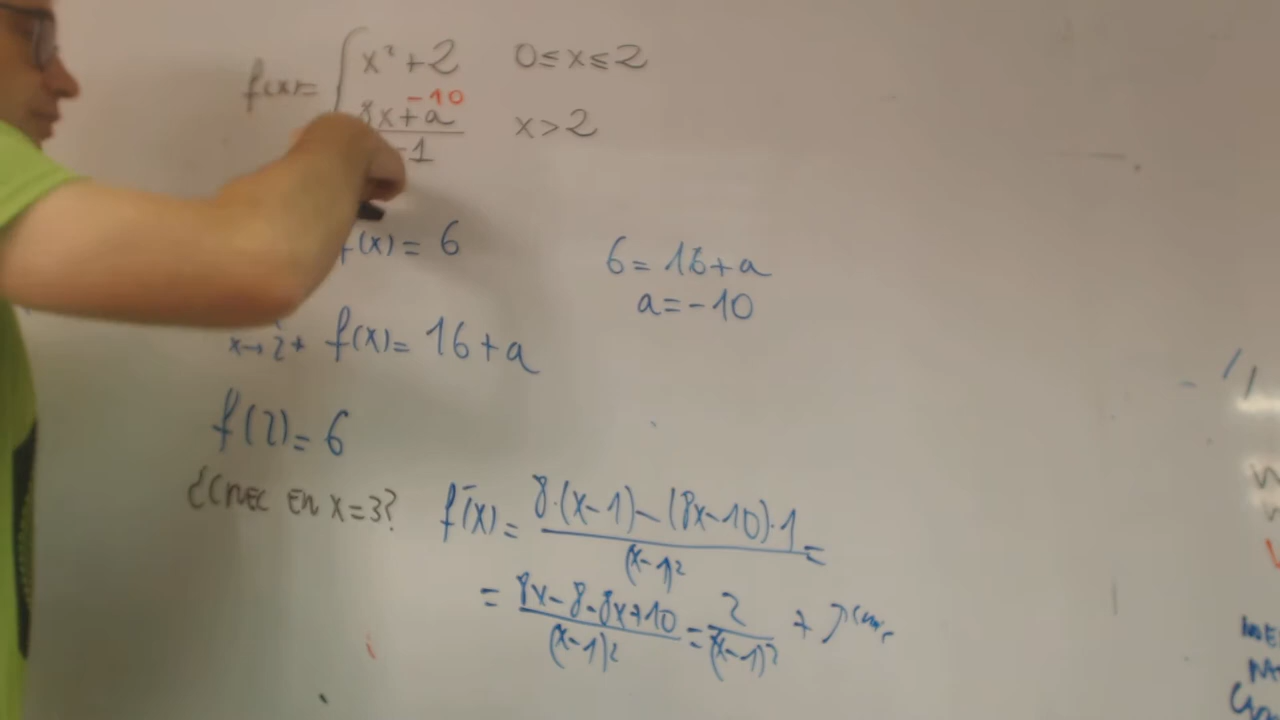 f(x)= { x²+2 0≤x≤2
-10
8x+a x>2
-1
f(x)= 6
6=16+a
a=-10
x→2+ f(x)= 16+a
f(2)=6
¿CREC EN x=3? f'(x)= 8·(x-1)-(8x-10)·1 =
(x-1)²
= 8x-8-8x+10 = 2 +
(x-1)² (x-1)²
ME